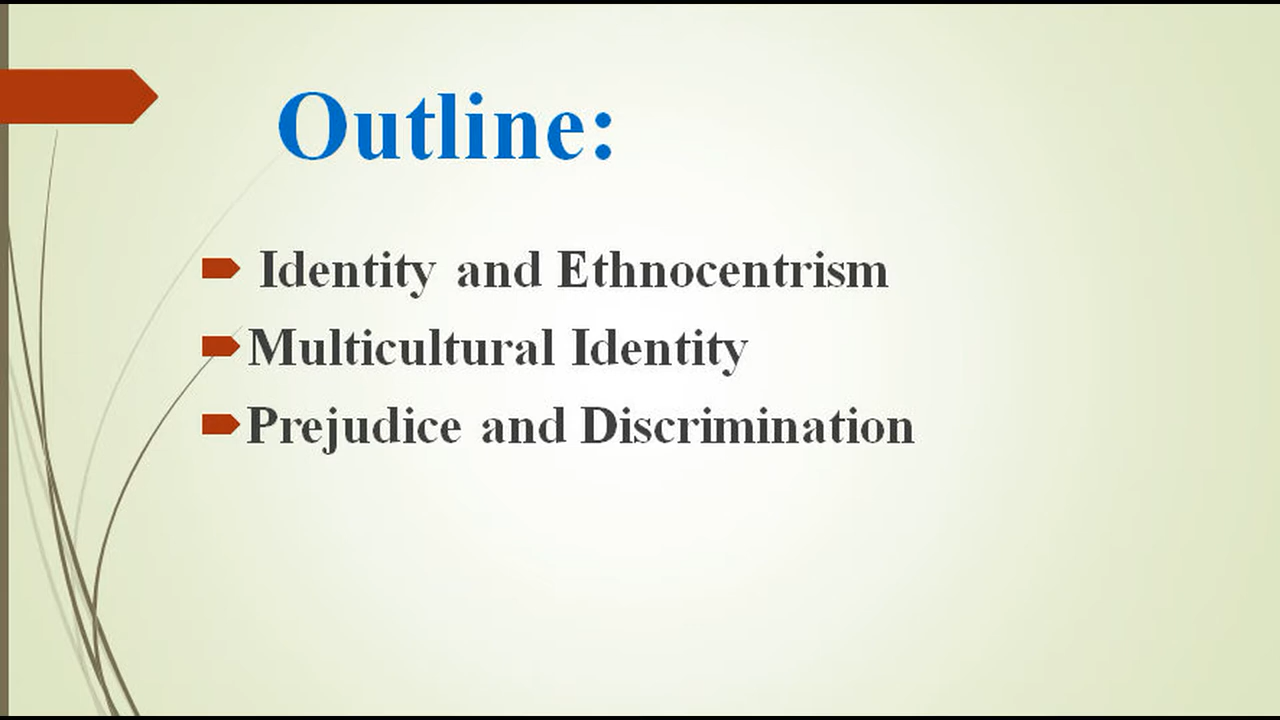 Outline:
Identity and Ethnocentrism
Multicultural Identity
Prejudice and Discrimination